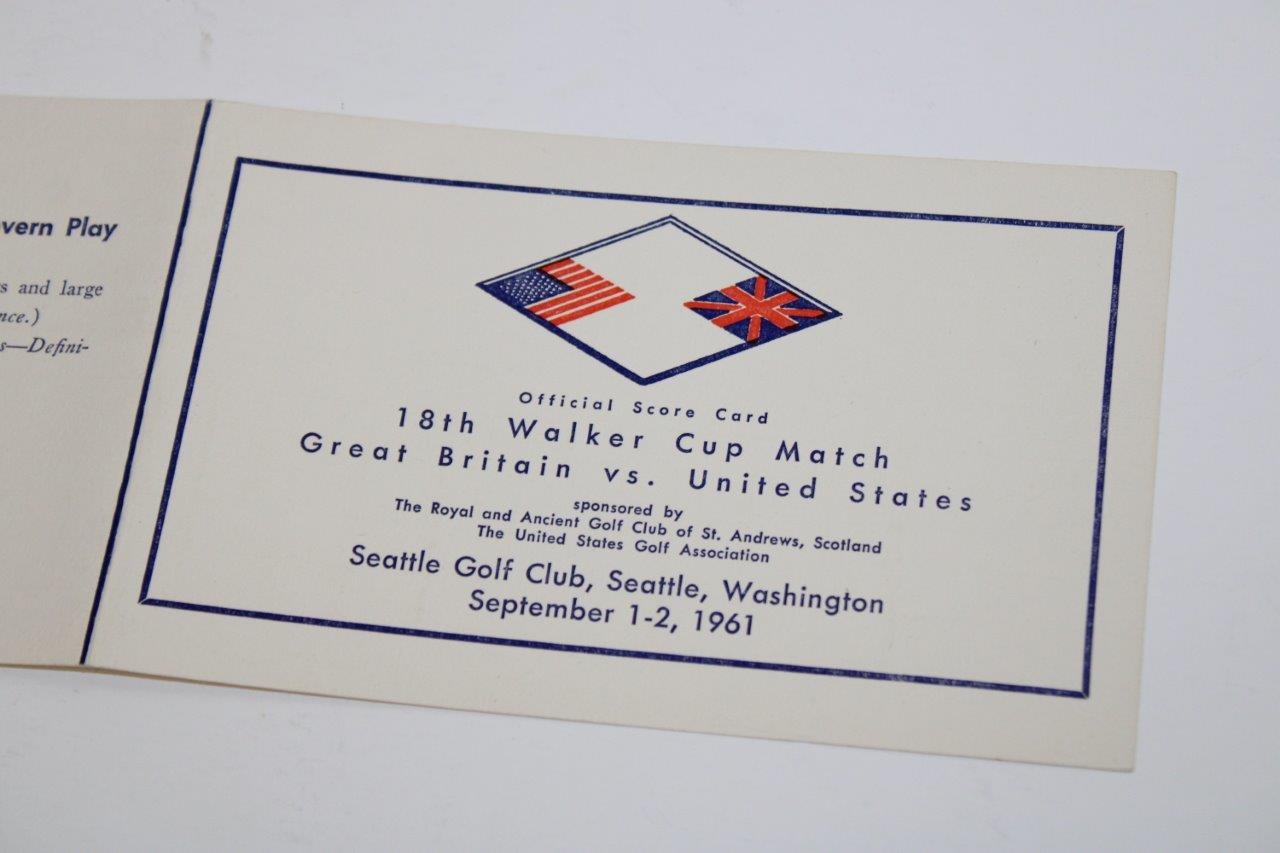 vern Play
s and large
nce.)
s—Defini-
Official Score Card
18th Walker Cup Match
Great Britain vs. United States
sponsored by
The Royal and Ancient Golf Club of St. Andrews, Scotland
The United States Golf Association
Seattle Golf Club, Seattle, Washington
September 1-2, 1961